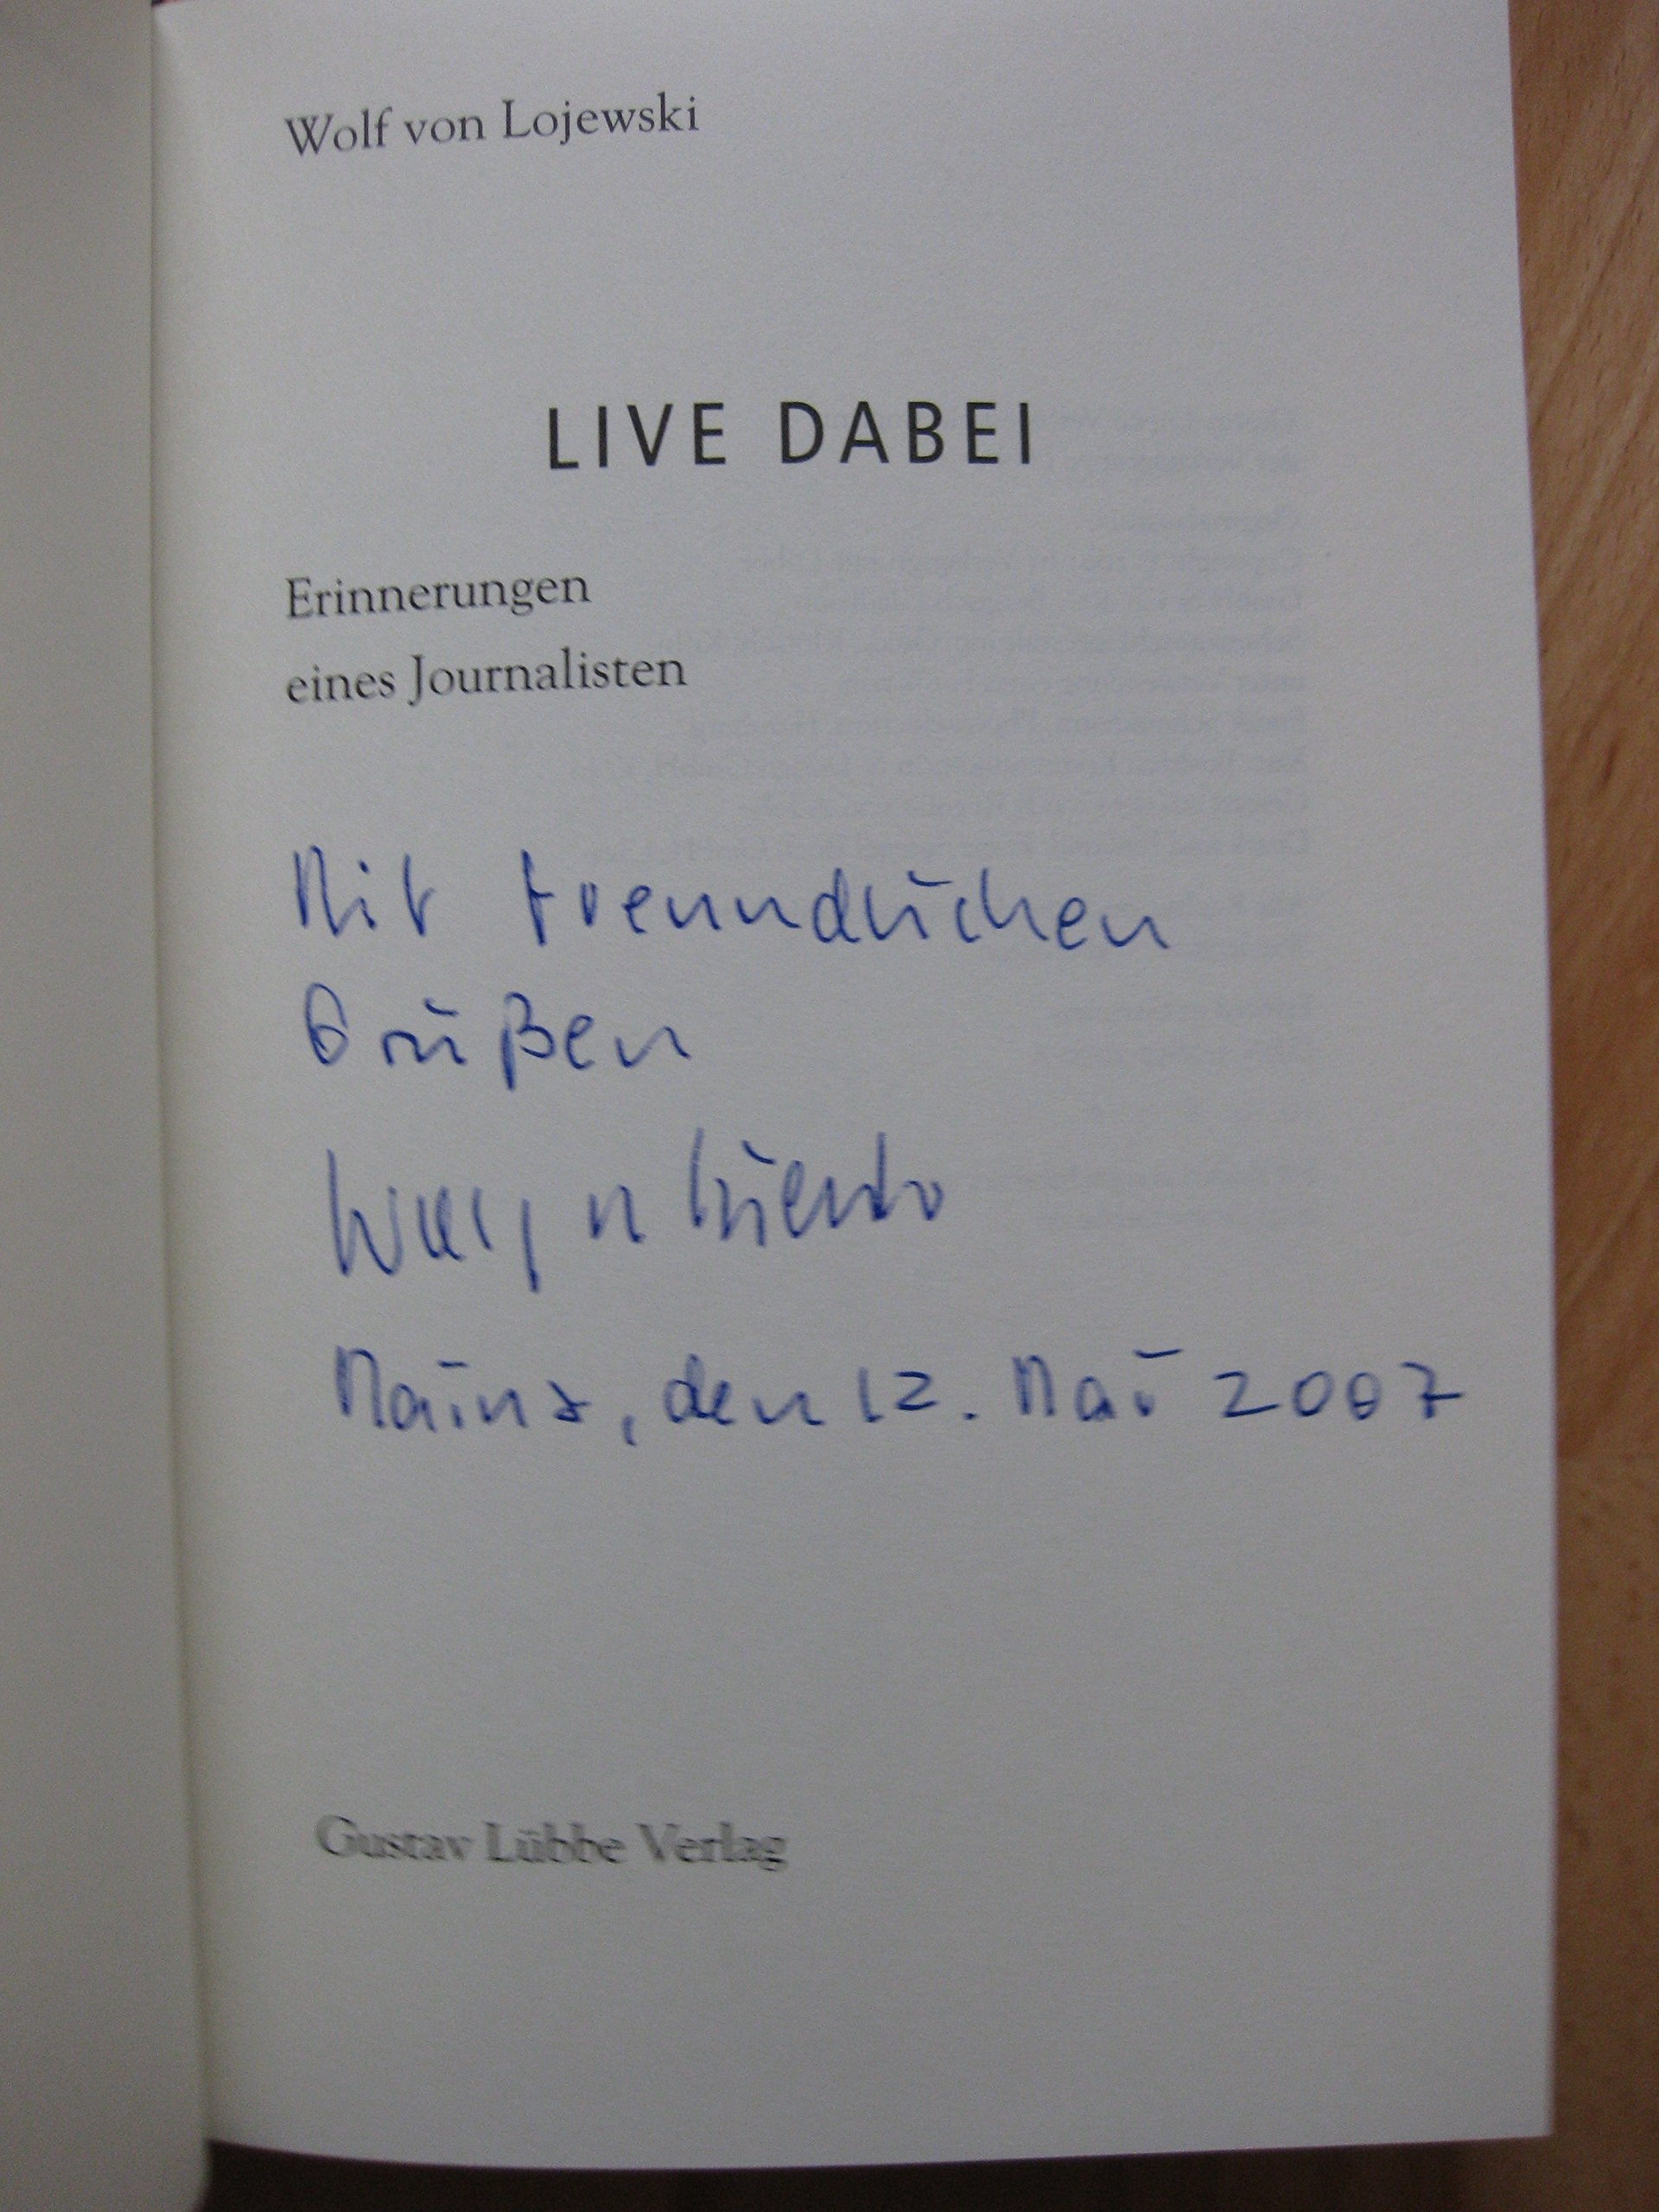 Wolf von Lojewski
LIVE DABEI
Erinnerungen
eines Journalisten
Mit freundlichen
Grüßen
Mainz, den 12. Mai 2007
Gustav Lübbe Verlag